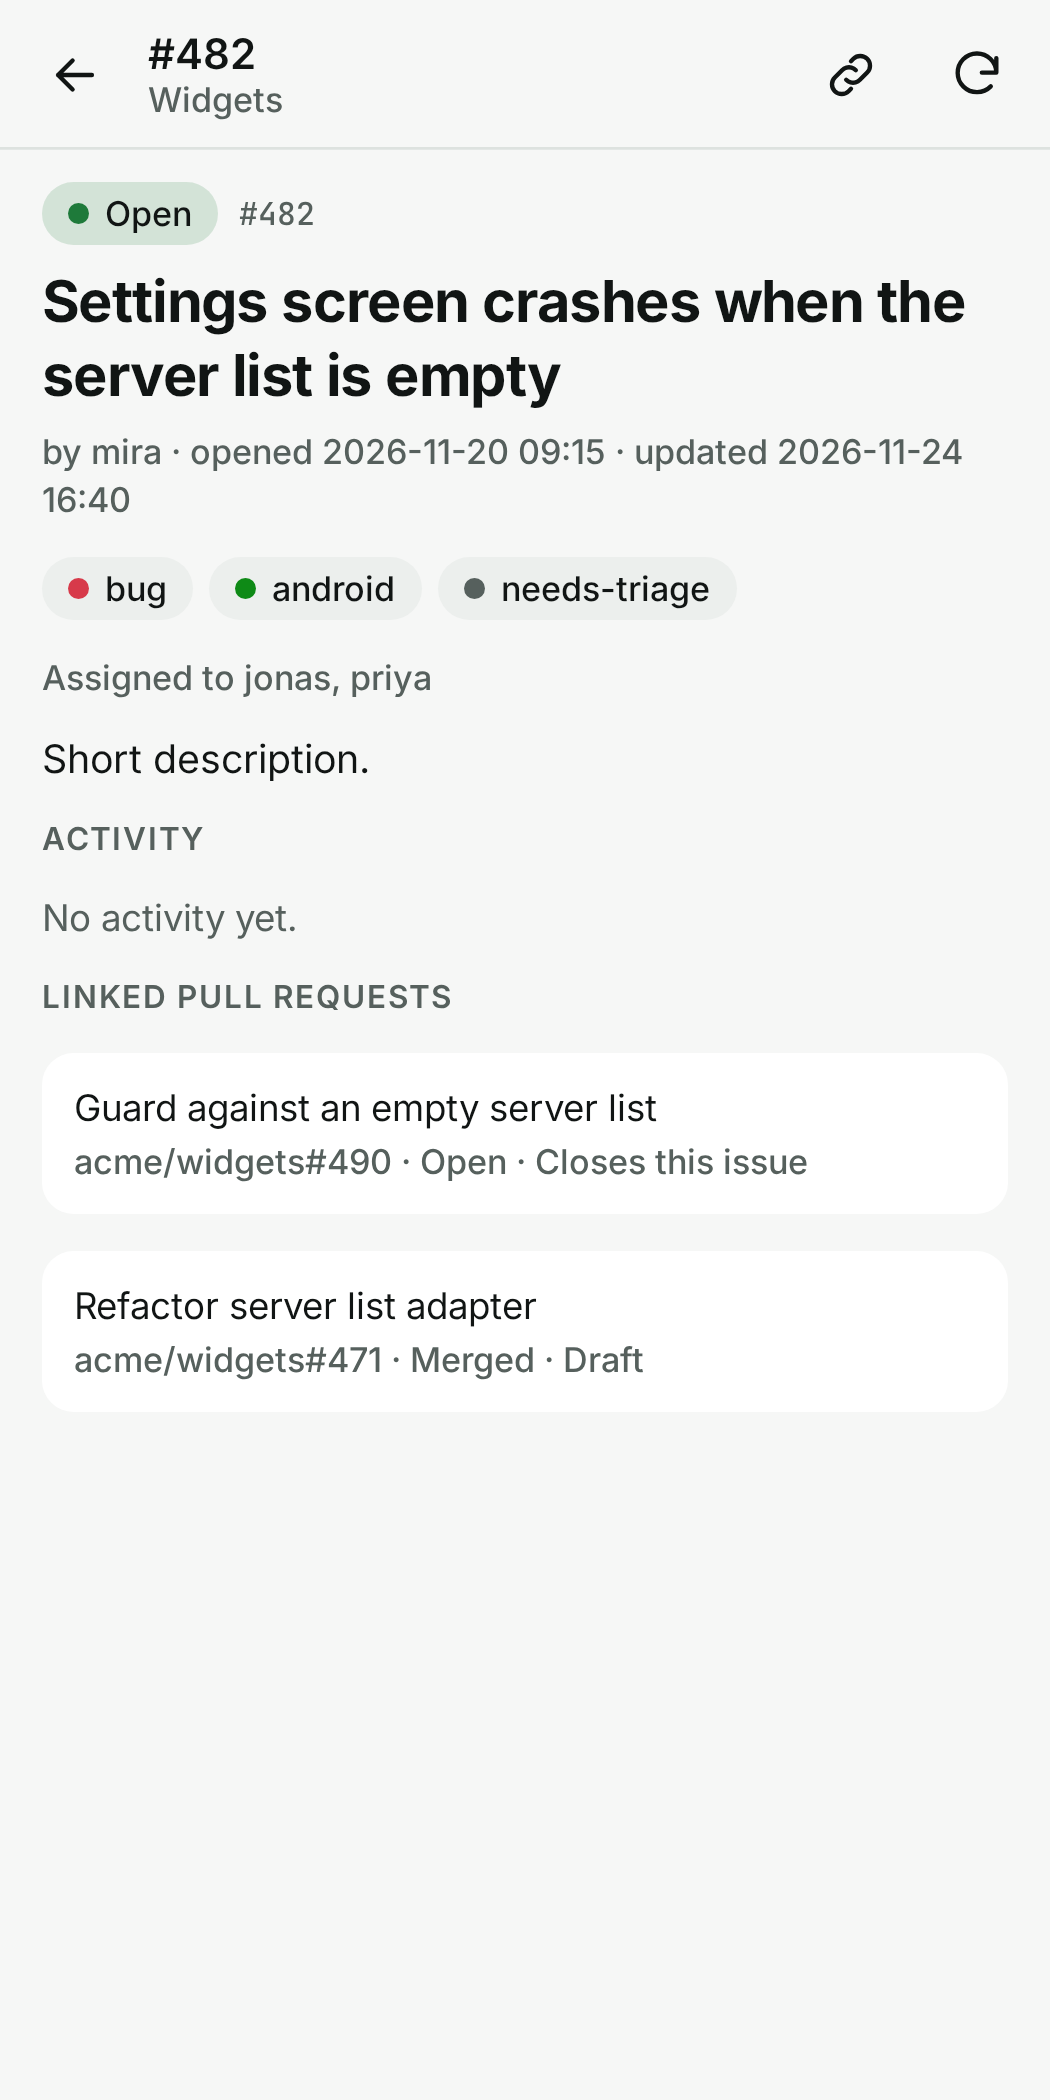 #482
Widgets
Open #482
Settings screen crashes when the
server list is empty
by mira · opened 2026-11-20 09:15 · updated 2026-11-24
16:40
bug android needs-triage
Assigned to jonas, priya
Short description.
ACTIVITY
No activity yet.
LINKED PULL REQUESTS
Guard against an empty server list
acme/widgets#490 · Open · Closes this issue
Refactor server list adapter
acme/widgets#471 · Merged · Draft